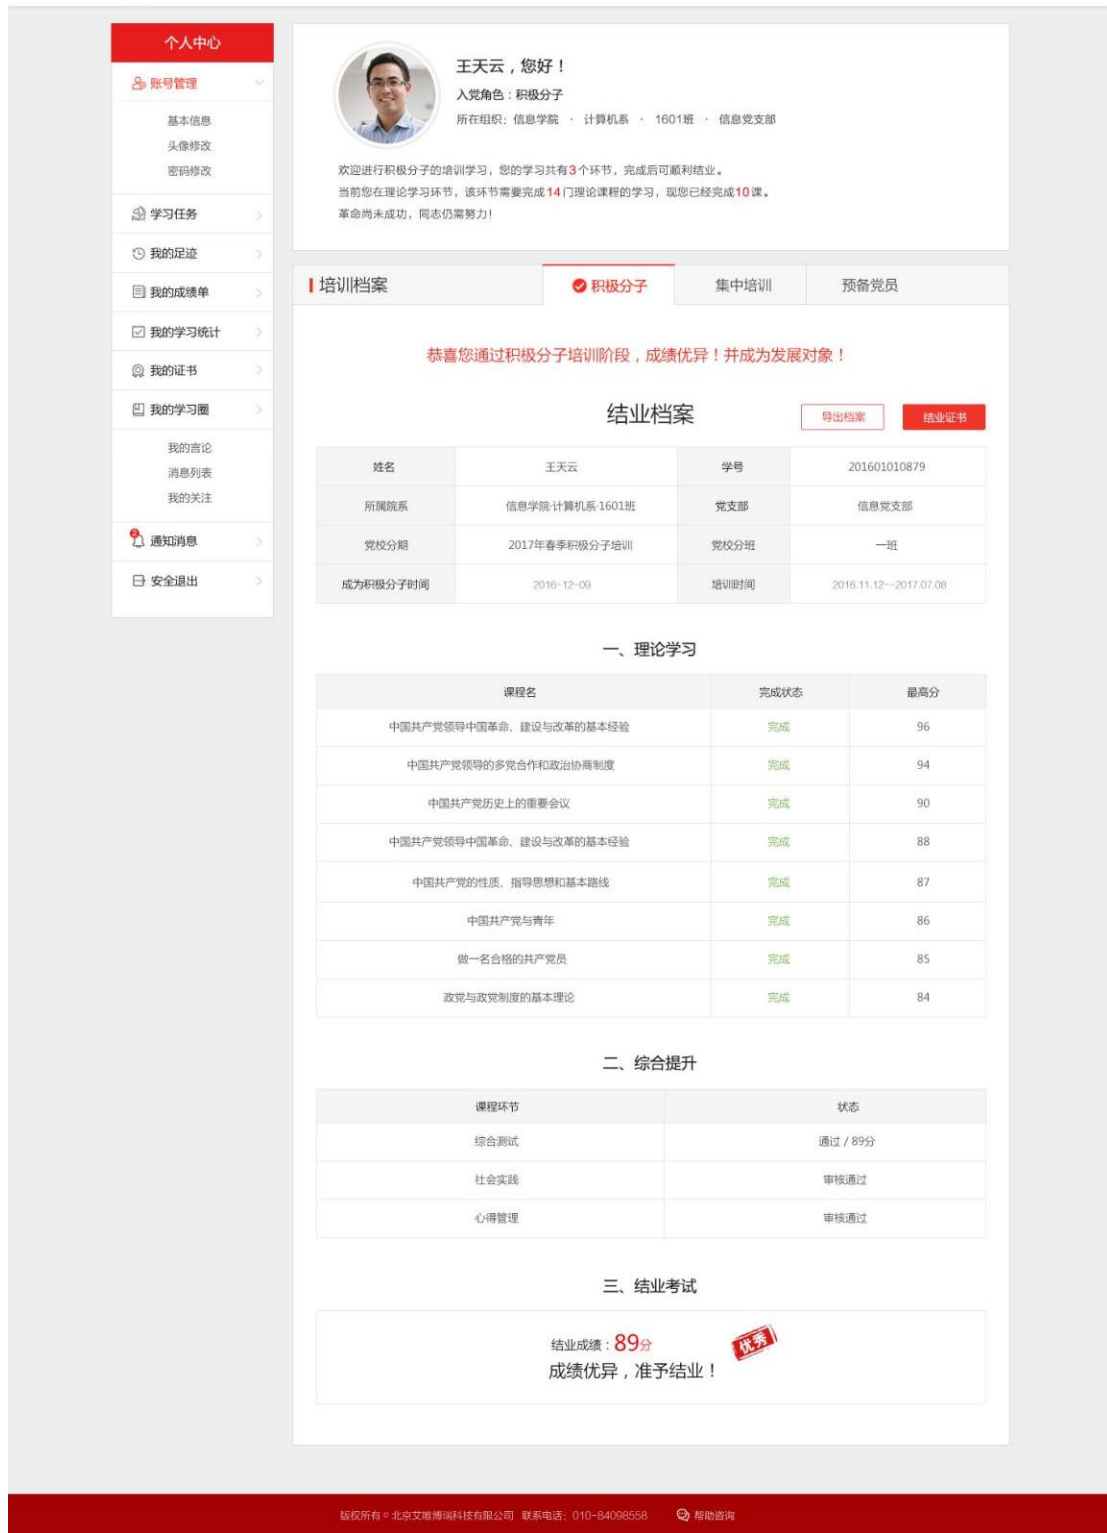 个人中心
账号管理
基本信息
头像修改
密码修改
学习任务
我的足迹
我的成绩单
我的学习统计
我的证书
我的学习圈
我的言论
消息列表
我的关注
2
通知消息
安全退出
王天云，您好！
入党角色：积极分子
所在组织：信息学院 · 计算机系 · 1601班 · 信息党支部
欢迎进行积极分子的培训学习，您的学习共有3个环节，完成后可顺利结业。
当前您在理论学习环节，该环节需要完成14门理论课程的学习，现您已经完成10课。
革命尚未成功，同志仍需努力！
培训档案 积极分子 集中培训 预备党员
恭喜您通过积极分子培训阶段，成绩优异！并成为发展对象！
结业档案 导出档案 结业证书
姓名 王天云 学号 201601010879
所属院系 信息学院·计算机系·1601班 党支部 信息党支部
党校分期 2017年春季积极分子培训 党校分班 一班
成为积极分子时间 2016-12-09 培训时间 2016.11.12--2017.07.08
一、理论学习
课程名 完成状态 最高分
中国共产党领导中国革命、建设与改革的基本经验 完成 96
中国共产党领导的多党合作和政治协商制度 完成 94
中国共产党历史上的重要会议 完成 90
中国共产党领导中国革命、建设与改革的基本经验 完成 88
中国共产党的性质、指导思想和基本路线 完成 87
中国共产党与青年 完成 86
做一名合格的共产党员 完成 85
政党与政党制度的基本理论 完成 84
二、综合提升
课程环节 状态
综合测试 通过 / 89分
社会实践 审核通过
心得管理 审核通过
三、结业考试
结业成绩：89分
优秀
成绩优异，准予结业！
版权所有©北京艾唯博瑞科技有限公司 联系电话：010-84098558 帮助咨询